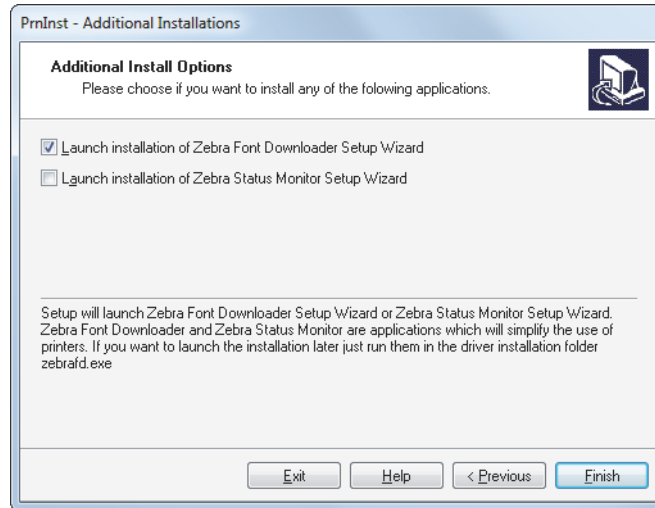 PrnInst - Additional Installations
Additional Install Options
Please choose if you want to install any of the folowing applications.
Launch installation of Zebra Font Downloader Setup Wizard
Launch installation of Zebra Status Monitor Setup Wizard
Setup will launch Zebra Font Downloader Setup Wizard or Zebra Status Monitor Setup Wizard.
Zebra Font Downloader and Zebra Status Monitor are applications which will simplify the use of
printers. If you want to launch the installation later just run them in the driver installation folder
zebrafd.exe
Exit Help < Previous Finish